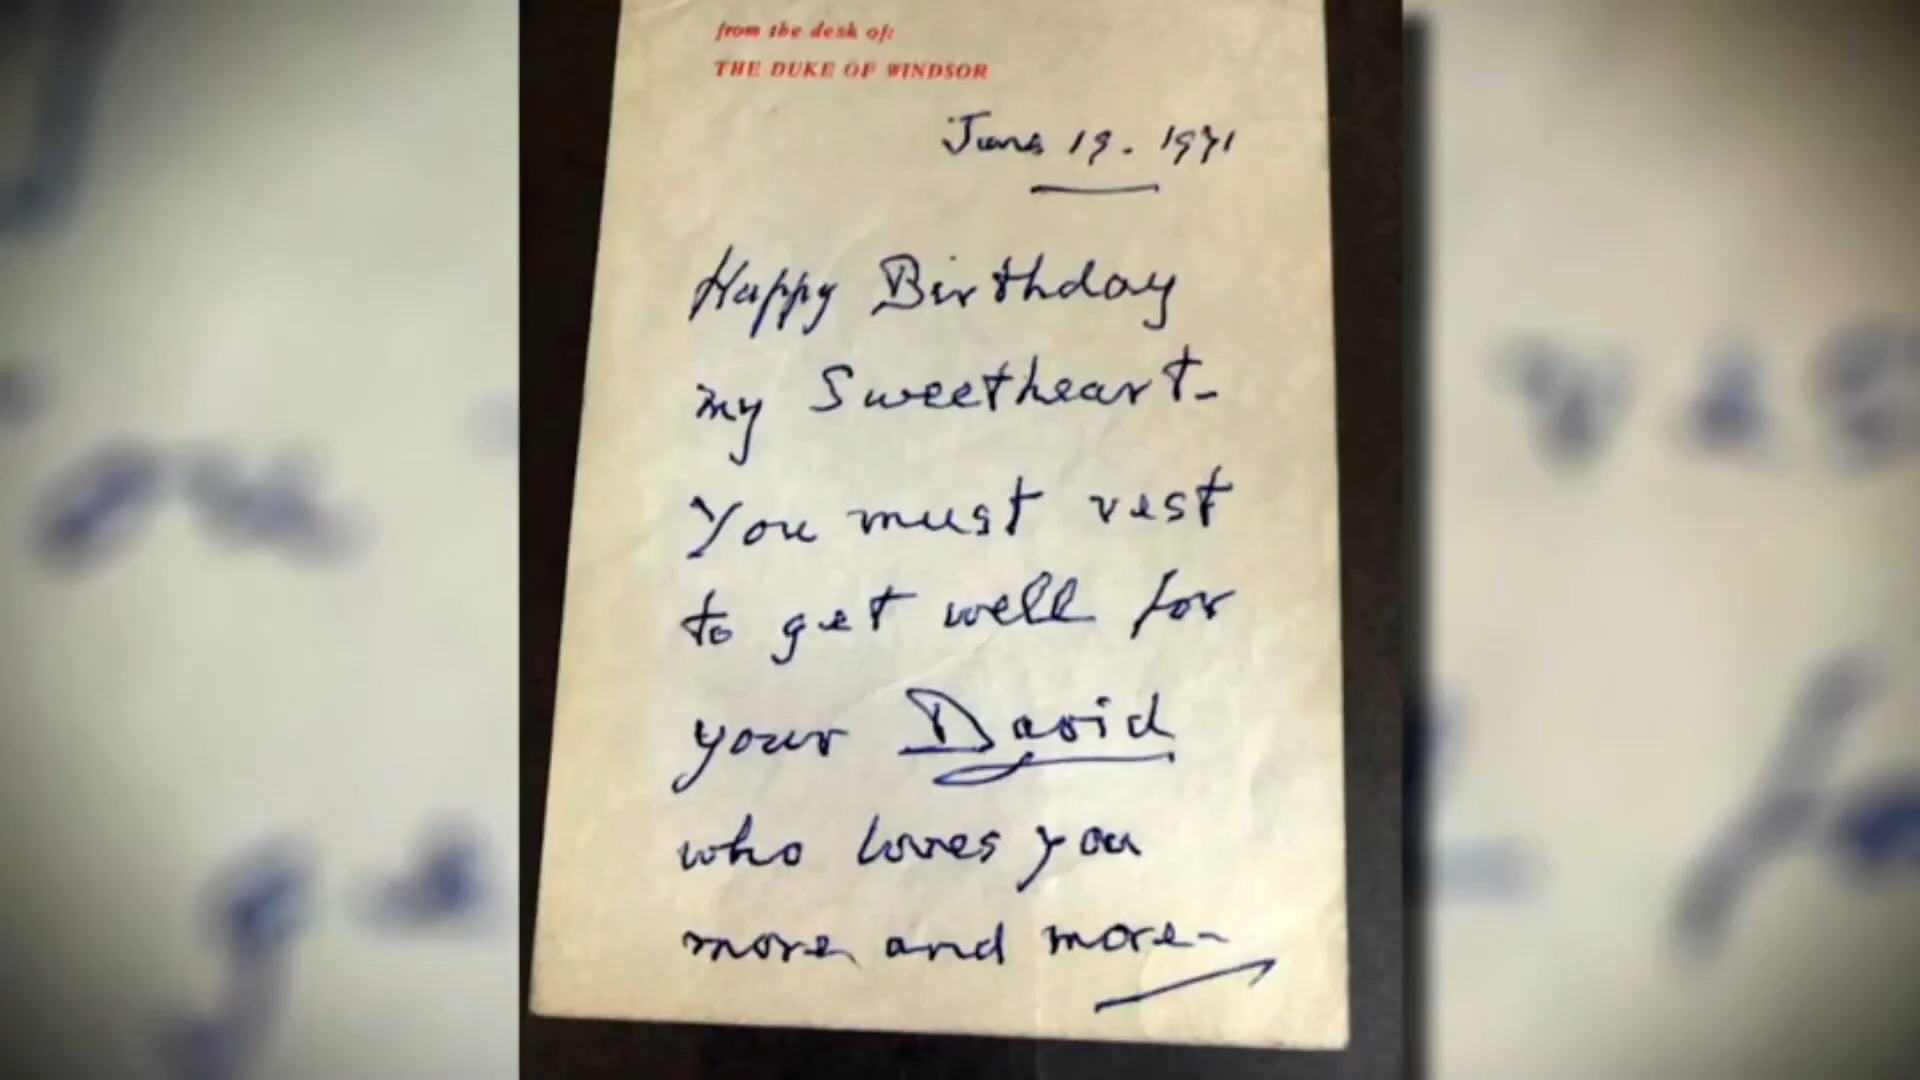 from the desk of:
THE DUKE OF WINDSOR
June 19. 1971
Happy Birthday
my Sweetheart-
You must rest
to get well for
your David
who loves you
more and more-